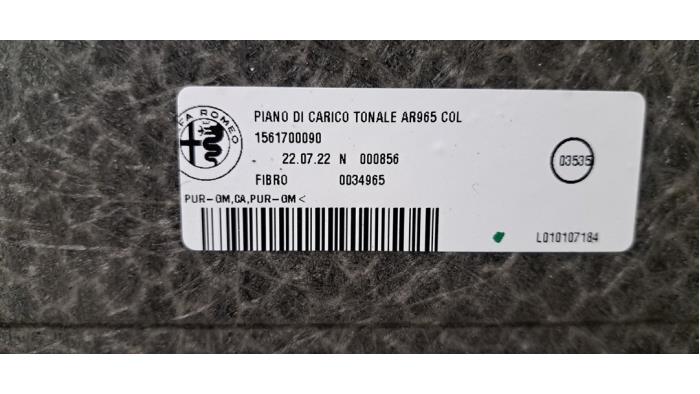 PIANO DI CARICO TONALE AR965 COL
1561700090
22.07.22 N 000856
FIBRO 0034965
PUR-GM,CA,PUR-GM<
FA ROMEO
03535
L010107184